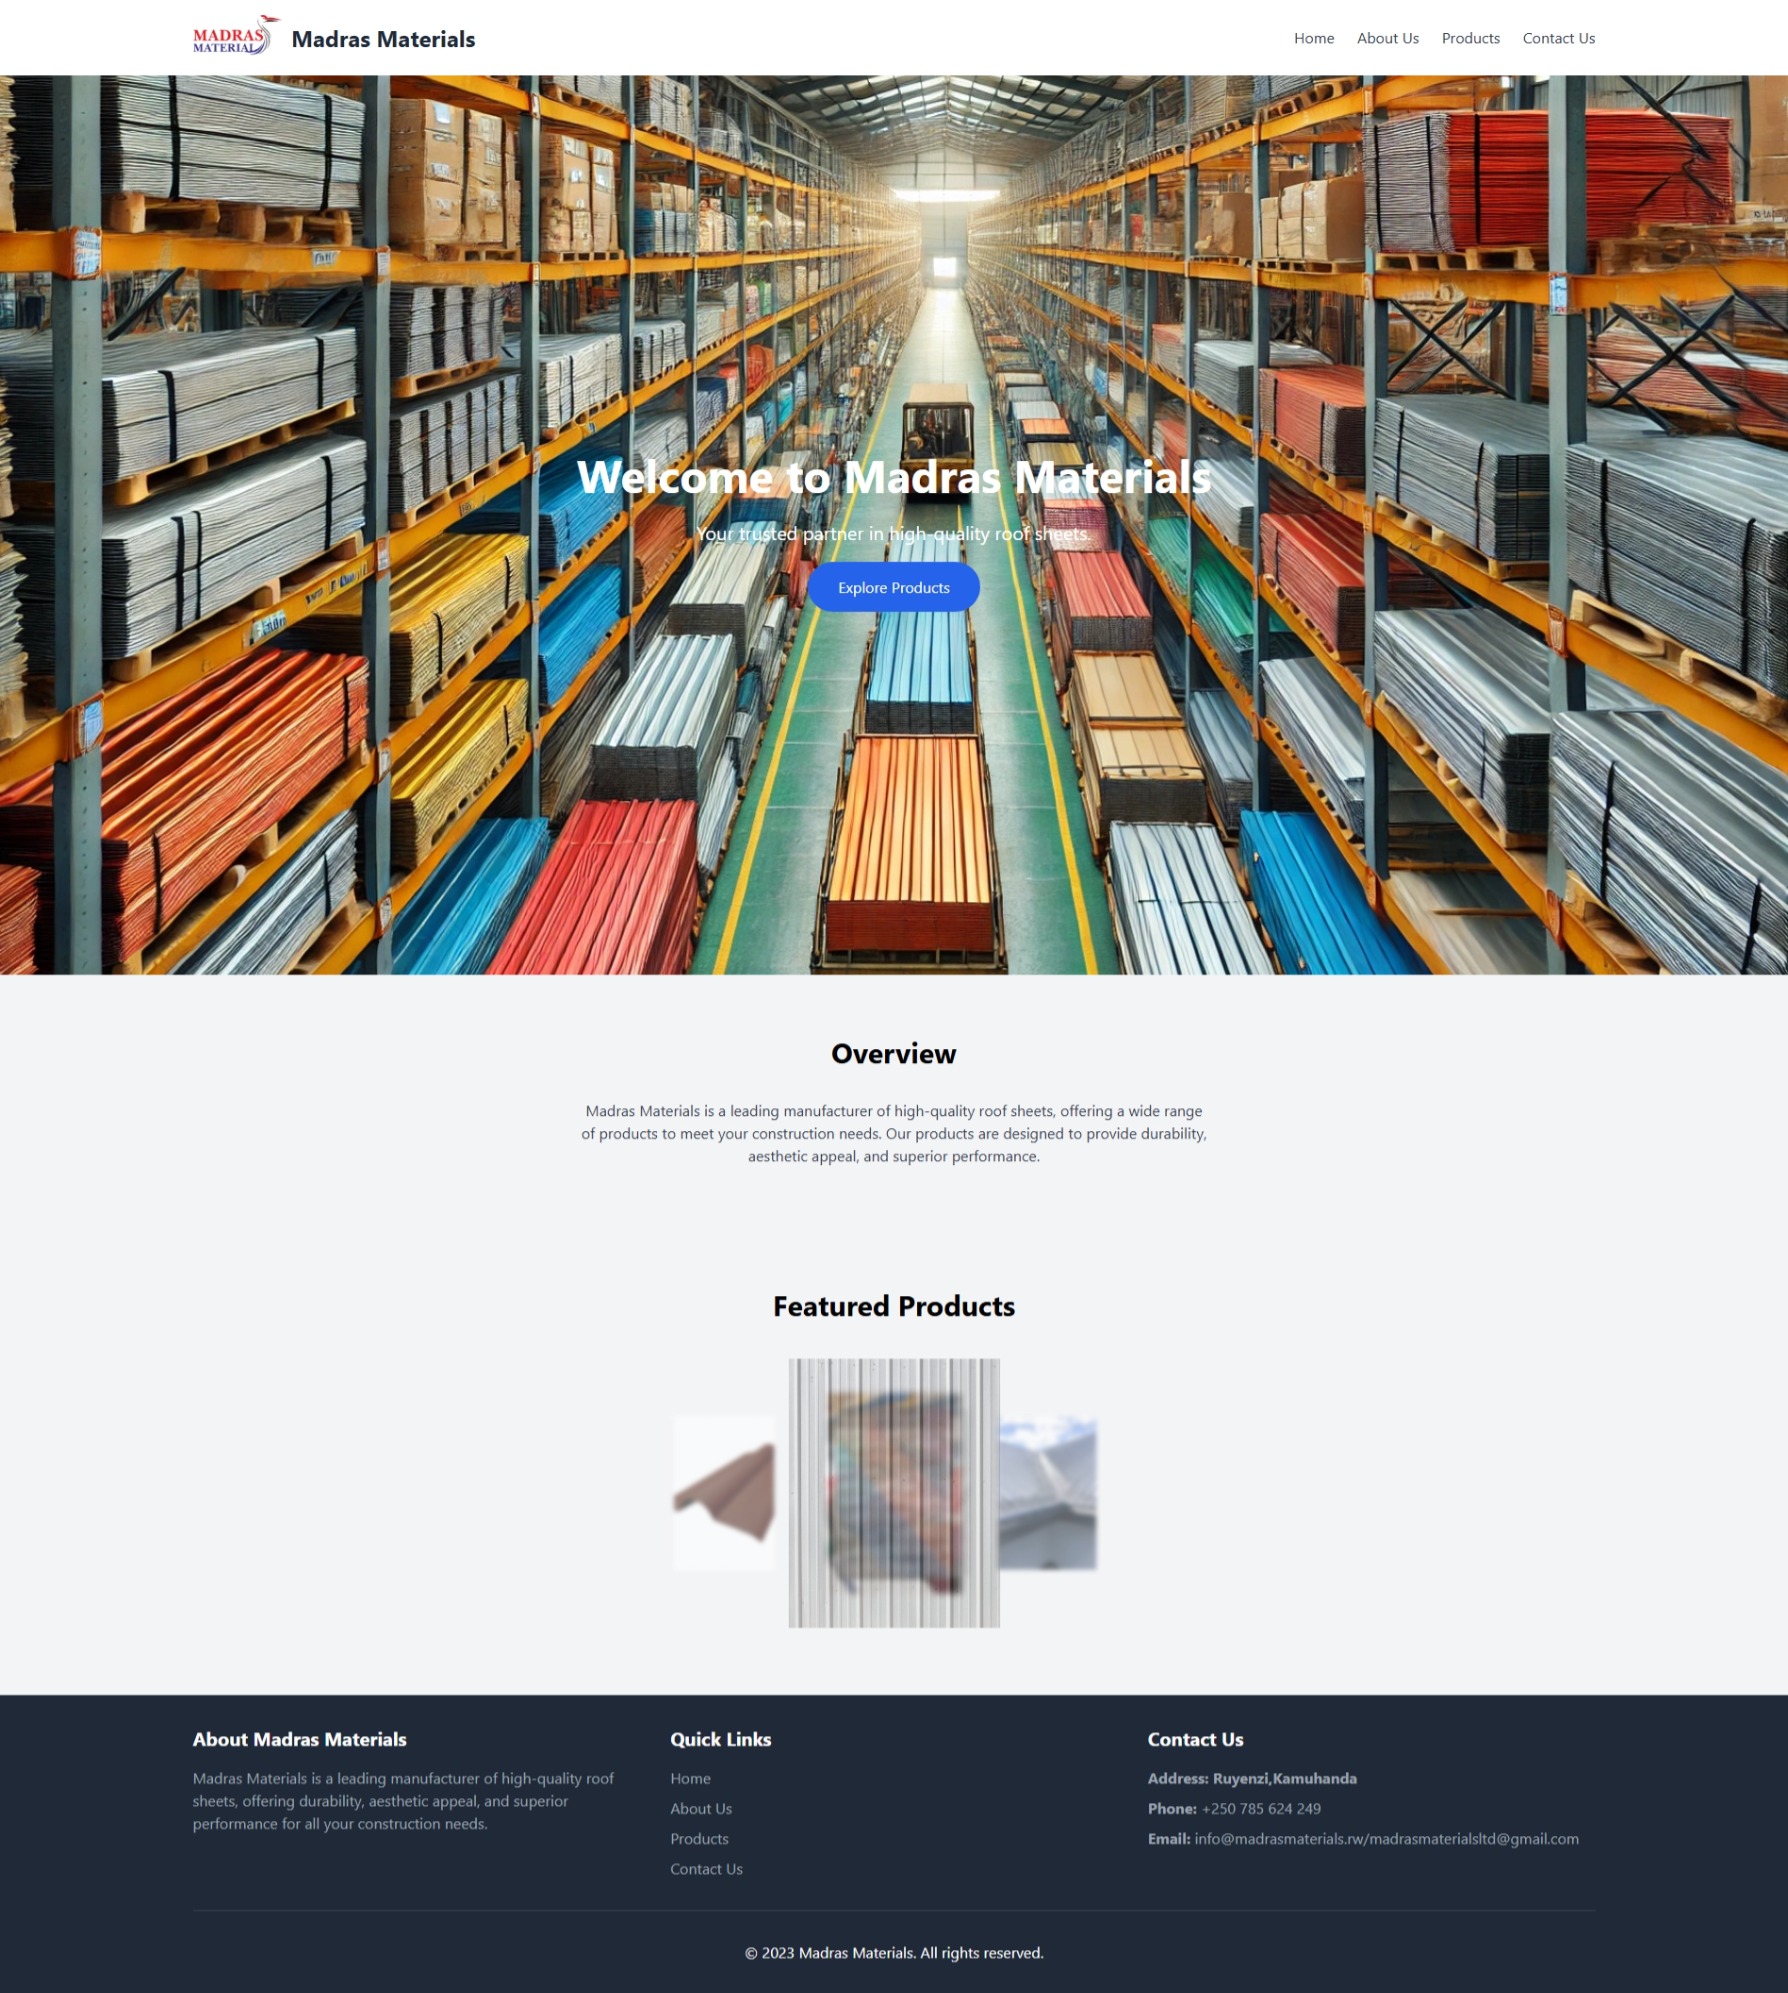 MADRAS
MATERIAL
Madras Materials
Home
About Us
Products
Contact Us
Welcome to Madras Materials
Your trusted partner in high-quality roof sheets.
Explore Products
Overview
Madras Materials is a leading manufacturer of high-quality roof sheets, offering a wide range
of products to meet your construction needs. Our products are designed to provide durability,
aesthetic appeal, and superior performance.
Featured Products
About Madras Materials
Madras Materials is a leading manufacturer of high-quality roof
sheets, offering durability, aesthetic appeal, and superior
performance for all your construction needs.
Quick Links
Home
About Us
Products
Contact Us
Contact Us
Address: Ruyenzi,Kamuhanda
Phone: +250 785 624 249
Email: info@madrasmaterials.rw/madrasmaterialsltd@gmail.com
© 2023 Madras Materials. All rights reserved.